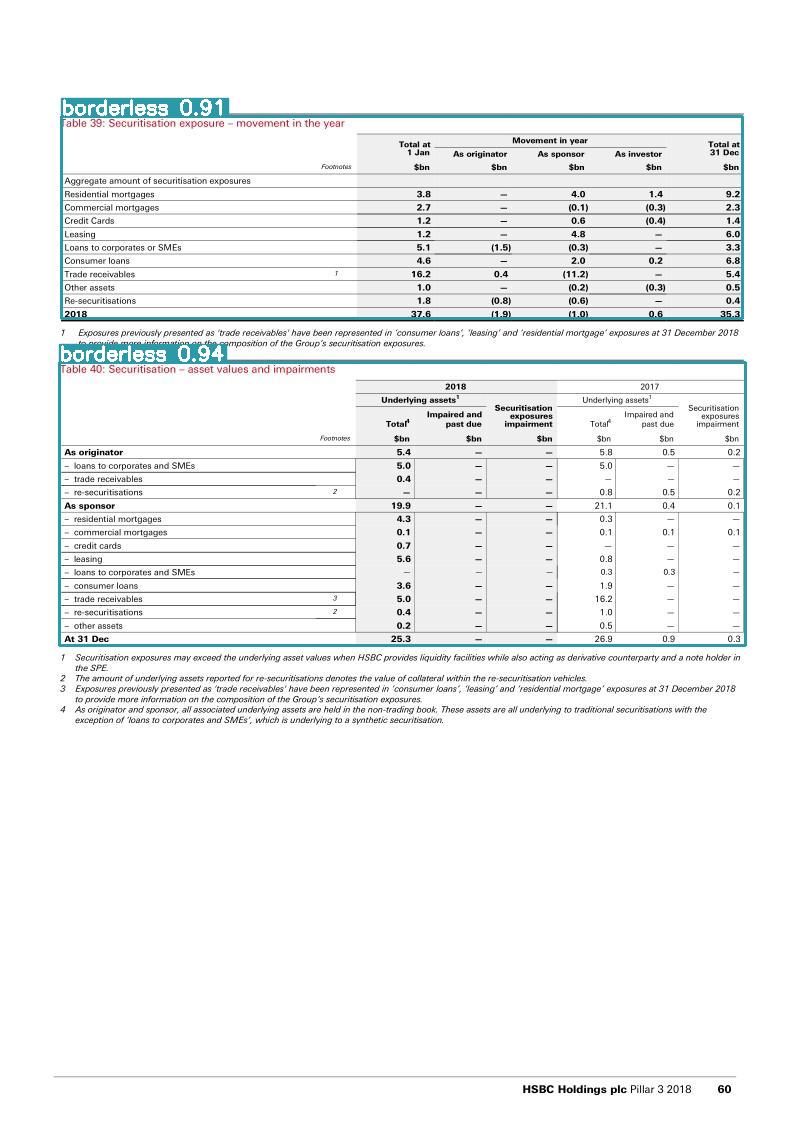 borderless 0.91
Table 39: Securitisation exposure – movement in the year
Total at 1 Jan Movement in year Total at 31 Dec
As originator As sponsor As investor
Footnotes $bn $bn $bn $bn $bn
Aggregate amount of securitisation exposures
Residential mortgages 3.8 — 4.0 1.4 9.2
Commercial mortgages 2.7 — (0.1) (0.3) 2.3
Credit Cards 1.2 — 0.6 (0.4) 1.4
Leasing 1.2 — 4.8 — 6.0
Loans to corporates or SMEs 5.1 (1.5) (0.3) — 3.3
Consumer loans 4.6 — 2.0 0.2 6.8
Trade receivables 1 16.2 0.4 (11.2) — 5.4
Other assets 1.0 — (0.2) (0.3) 0.5
Re-securitisations 1.8 (0.8) (0.6) — 0.4
2018 37.6 (1.9) (1.0) 0.6 35.3
1 Exposures previously presented as 'trade receivables' have been represented in 'consumer loans', 'leasing' and 'residential mortgage' exposures at 31 December 2018
to provide more information on the composition of the Group's securitisation exposures.
borderless 0.94
Table 40: Securitisation – asset values and impairments
2018 2017
Underlying assets1 Securitisation exposures impairment Underlying assets1 Securitisation exposures impairment
Total4 Impaired and past due Total4 Impaired and past due
Footnotes $bn $bn $bn $bn $bn $bn
As originator 5.4 — — 5.8 0.5 0.2
– loans to corporates and SMEs 5.0 — — 5.0 — —
– trade receivables 0.4 — — — — —
– re-securitisations 2 — — — 0.8 0.5 0.2
As sponsor 19.9 — — 21.1 0.4 0.1
– residential mortgages 4.3 — — 0.3 — —
– commercial mortgages 0.1 — — 0.1 0.1 0.1
– credit cards 0.7 — — — — —
– leasing 5.6 — — 0.8 — —
– loans to corporates and SMEs — — — 0.3 0.3 —
– consumer loans 3.6 — — 1.9 — —
– trade receivables 3 5.0 — — 16.2 — —
– re-securitisations 2 0.4 — — 1.0 — —
– other assets 0.2 — — 0.5 — —
At 31 Dec 25.3 — — 26.9 0.9 0.3
1 Securitisation exposures may exceed the underlying asset values when HSBC provides liquidity facilities while also acting as derivative counterparty and a note holder in
the SPE.
2 The amount of underlying assets reported for re-securitisations denotes the value of collateral within the re-securitisation vehicles.
3 Exposures previously presented as 'trade receivables' have been represented in 'consumer loans', 'leasing' and 'residential mortgage' exposures at 31 December 2018
to provide more information on the composition of the Group's securitisation exposures.
4 As originator and sponsor, all associated underlying assets are held in the non-trading book. These assets are all underlying to traditional securitisations with the
exception of 'loans to corporates and SMEs', which is underlying to a synthetic securitisation.
HSBC Holdings plc Pillar 3 2018 60